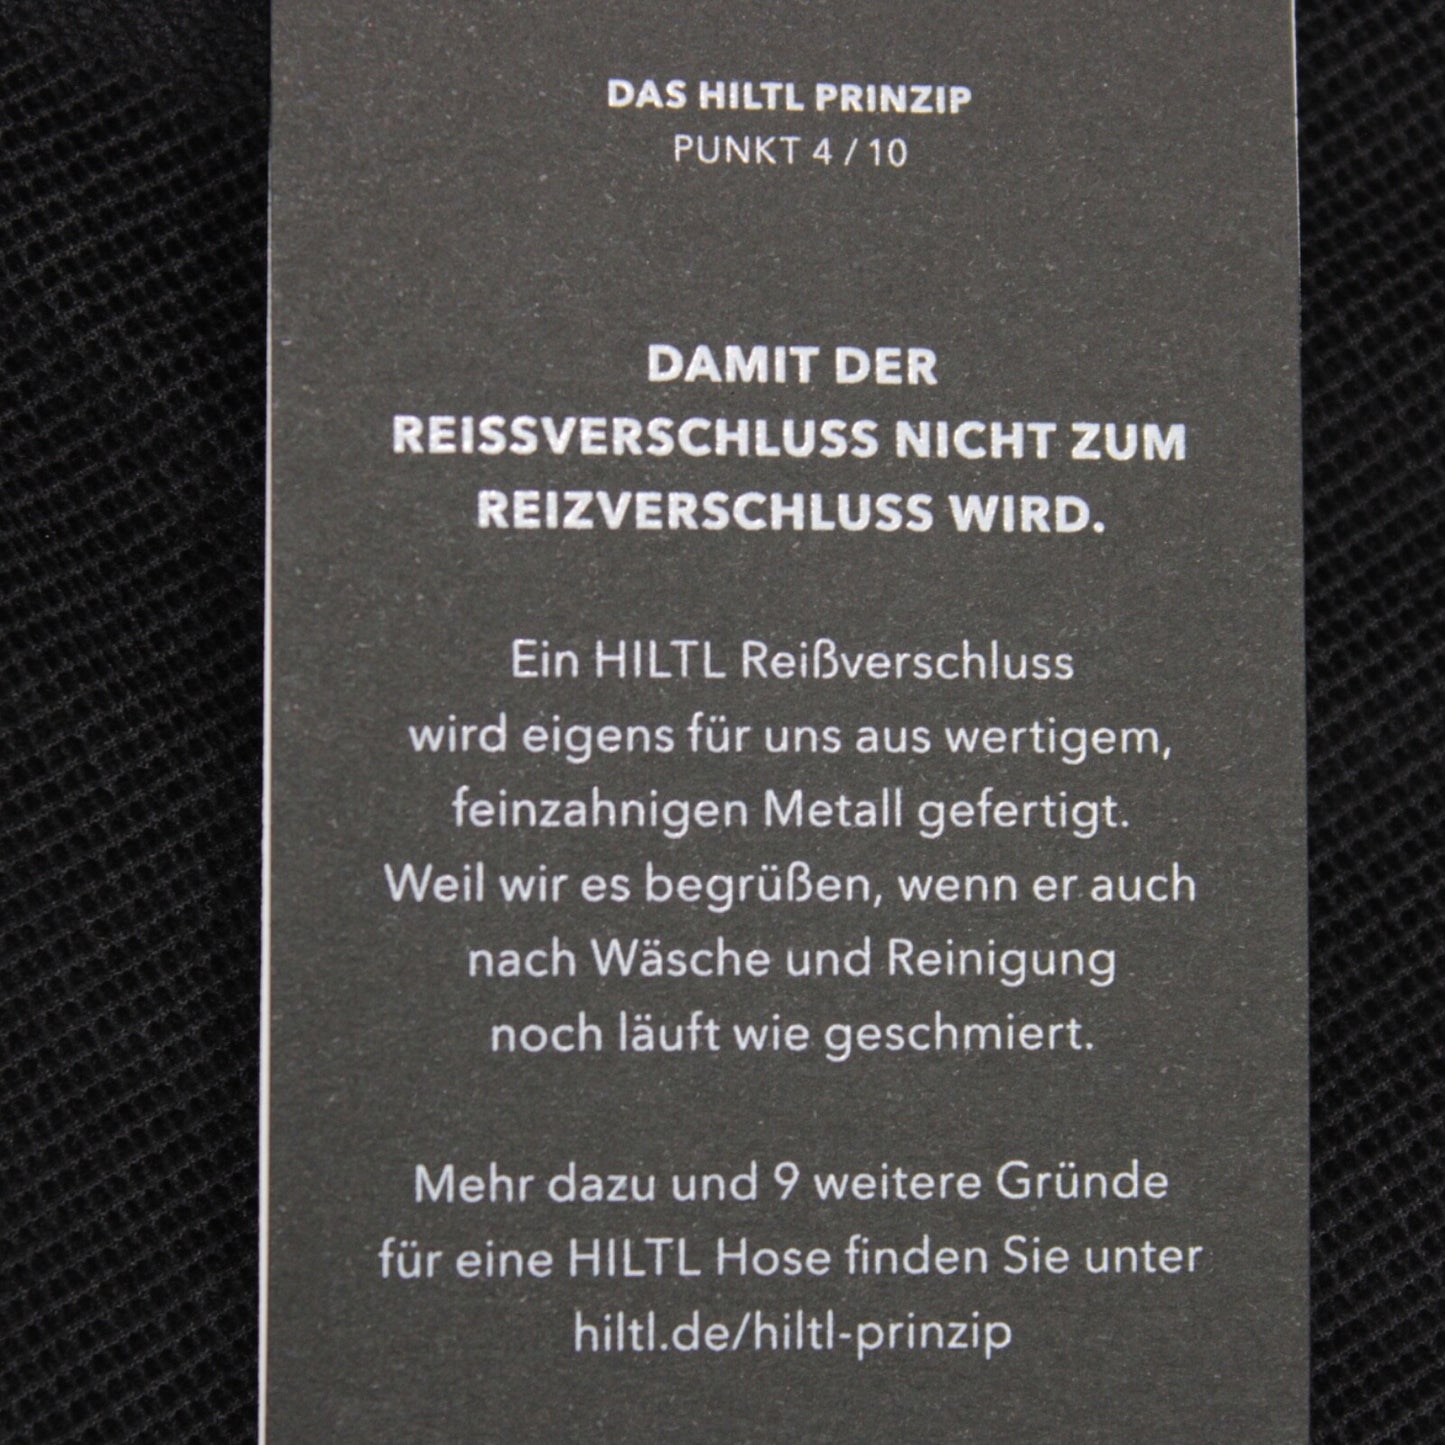 DAS HILTL PRINZIP
PUNKT 4 / 10
DAMIT DER
REISSVERSCHLUSS NICHT ZUM
REIZVERSCHLUSS WIRD.
Ein HILTL Reißverschluss
wird eigens für uns aus wertigem,
feinzahnigen Metall gefertigt.
Weil wir es begrüßen, wenn er auch
nach Wäsche und Reinigung
noch läuft wie geschmiert.
Mehr dazu und 9 weitere Gründe
für eine HILTL Hose finden Sie unter
hiltl.de/hiltl-prinzip